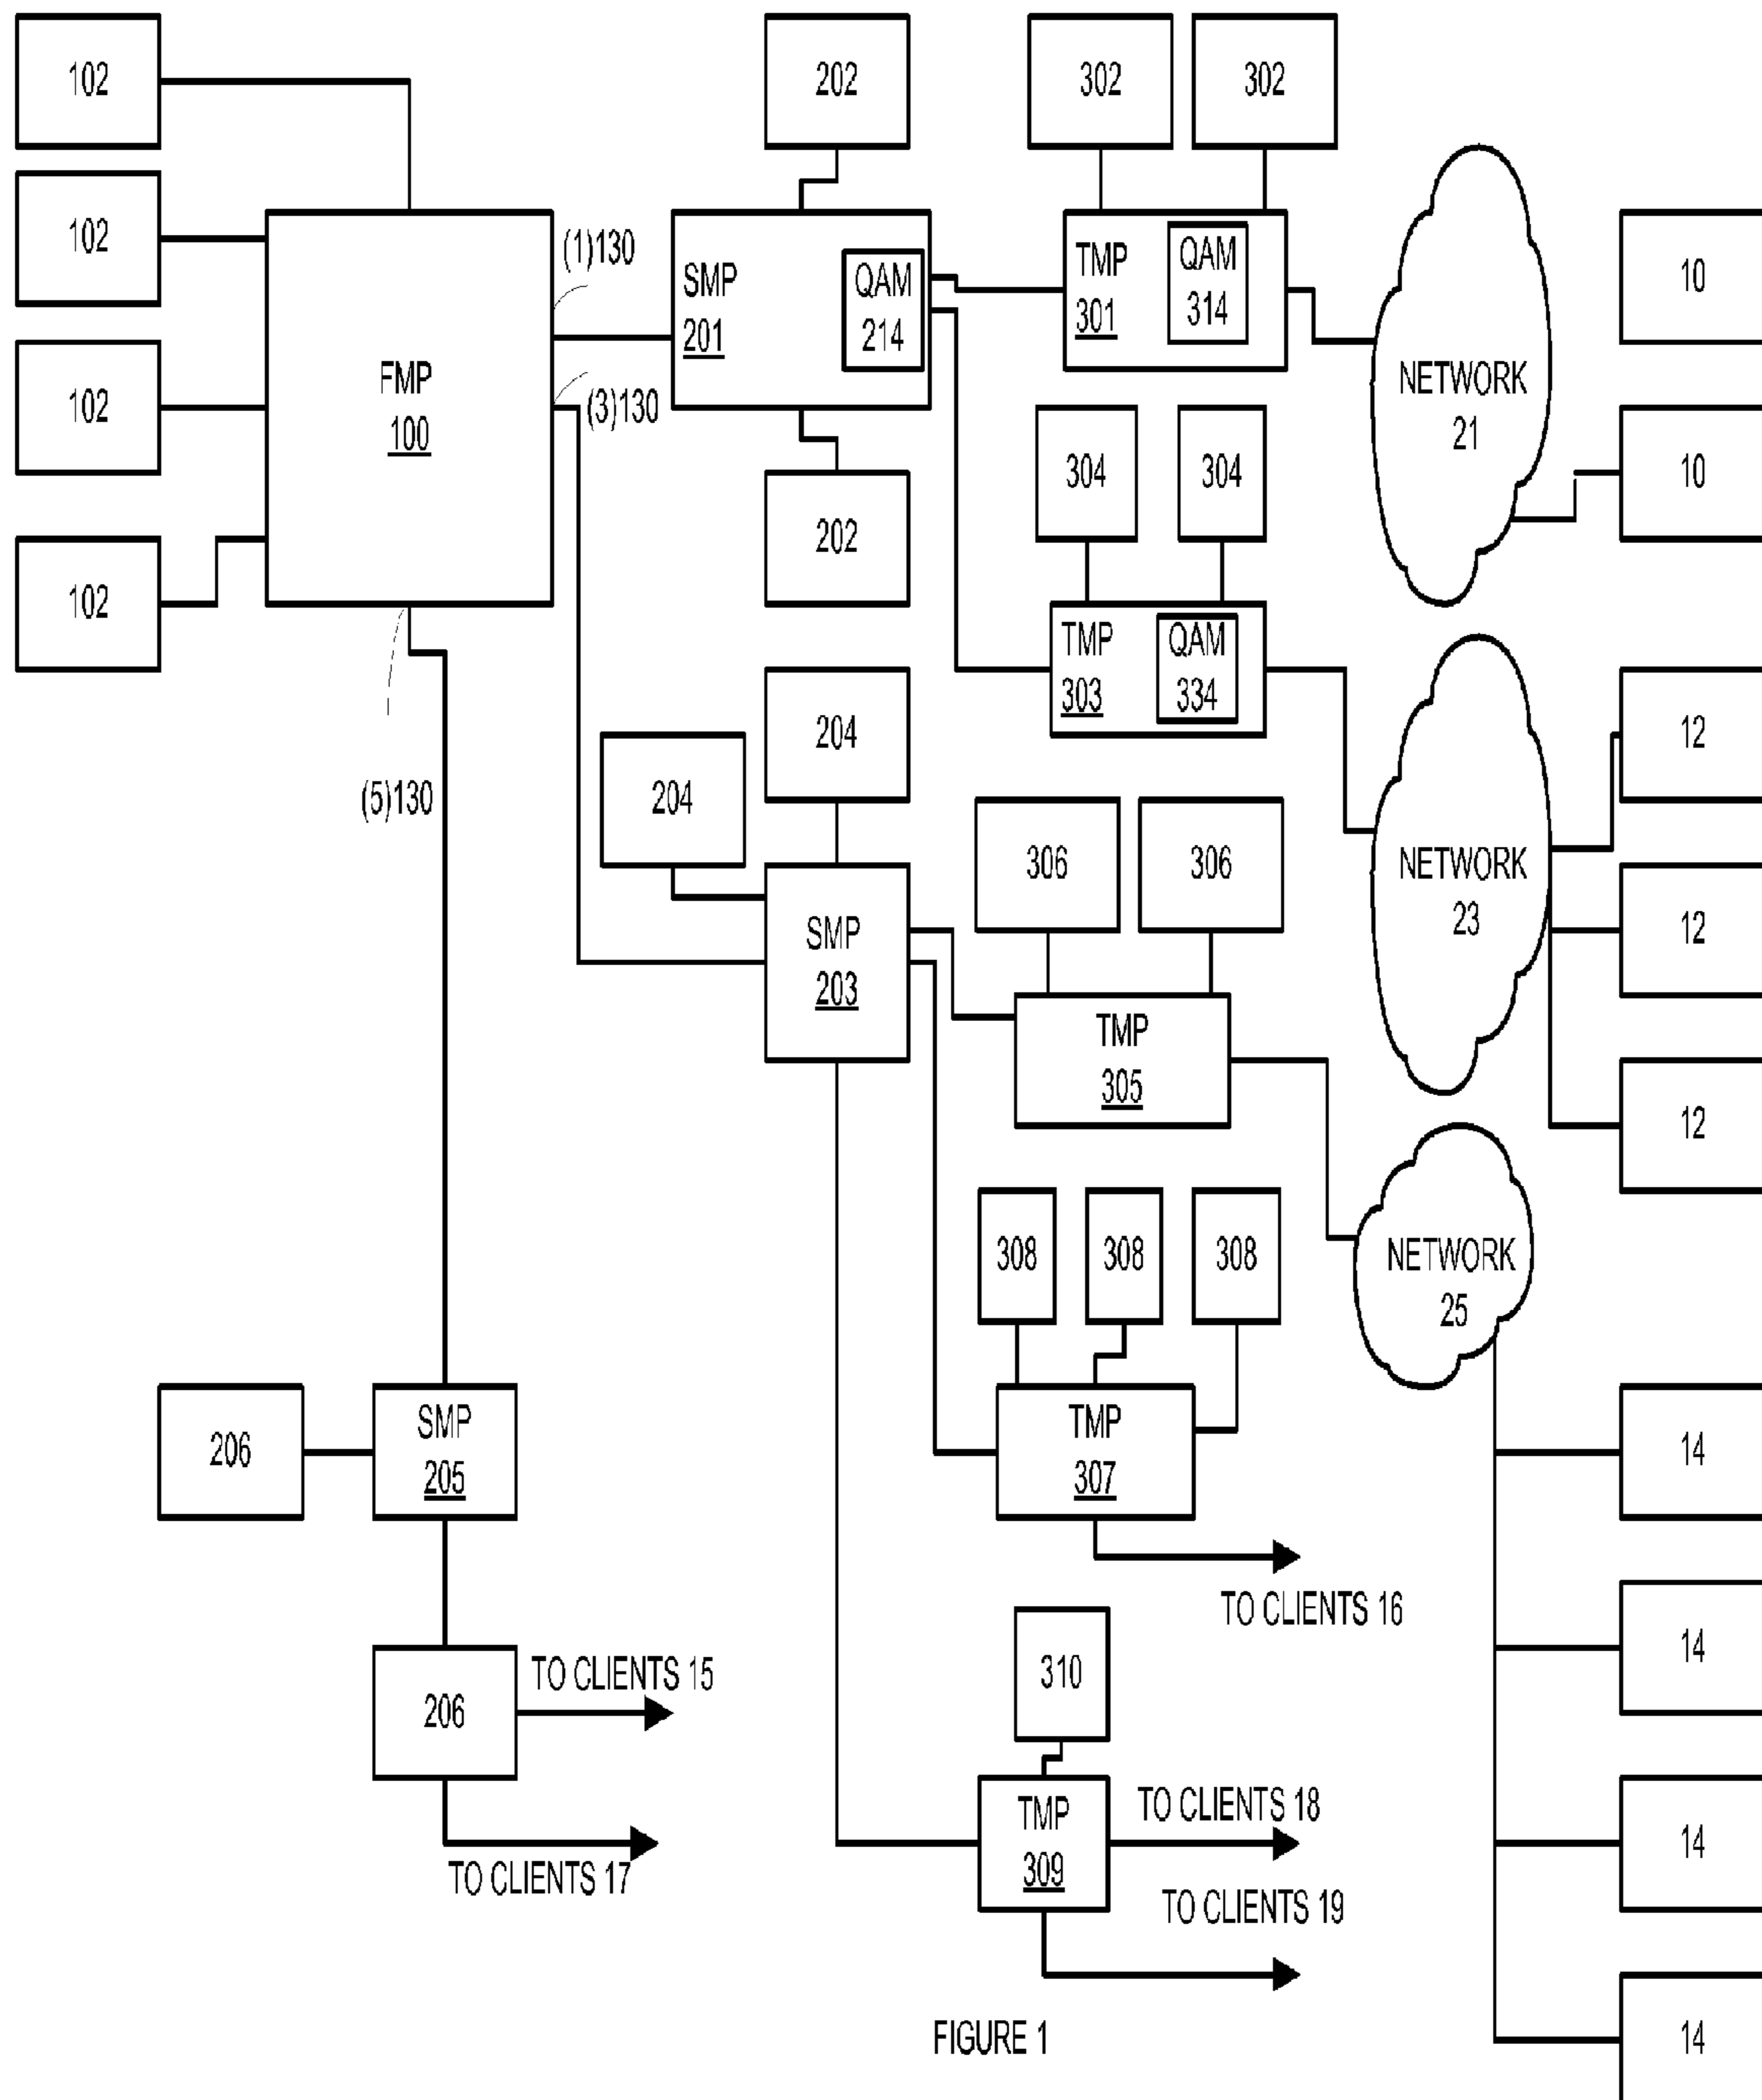 102
202
302
302
102
(1)130
SMP
201
QAM
214
TMP
301
QAM
314
10
NETWORK
21
102
FMP
100
(3)130
202
304
304
10
102
TMP
303
QAM
334
204
204
12
(5)130
306
306
NETWORK
23
12
SMP
203
TMP
305
12
308
308
308
NETWORK
25
206
SMP
205
TMP
307
14
TO CLIENTS 16
14
206
TO CLIENTS 15
310
TO CLIENTS 17
TMP
309
TO CLIENTS 18
TO CLIENTS 19
14
14
FIGURE 1